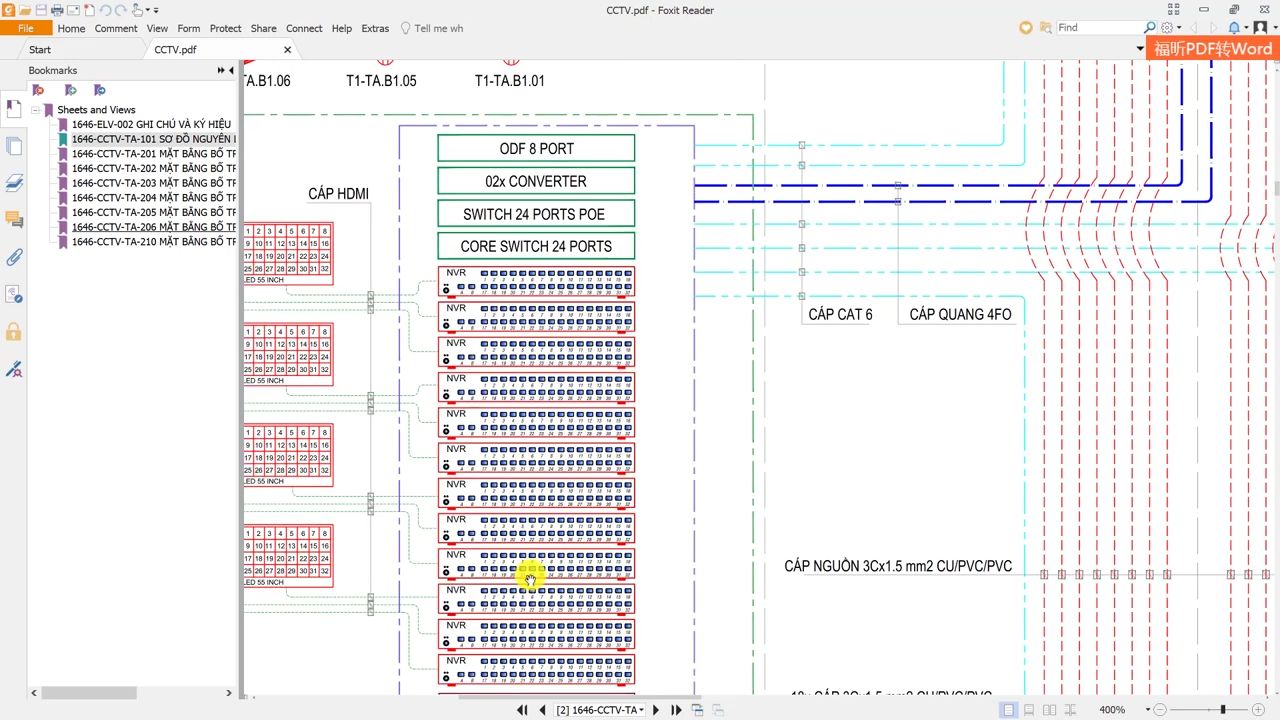 CCTV.pdf - Foxit Reader
File Home Comment View Form Protect Share Connect Help Extras Tell me wh Find
Start CCTV.pdf
福昕PDF转Word
Bookmarks
Sheets and Views
1646-ELV-002 GHI CHÚ VÀ KÝ HIỆU
1646-CCTV-TA-101 SƠ ĐỒ NGUYÊN
1646-CCTV-TA-201 MẶT BẰNG BỐ TR
1646-CCTV-TA-202 MẶT BẰNG BỐ TR
1646-CCTV-TA-203 MẶT BẰNG BỐ TR
1646-CCTV-TA-204 MẶT BẰNG BỐ TR
1646-CCTV-TA-205 MẶT BẰNG BỐ TR
1646-CCTV-TA-206 MẶT BẰNG BỐ TR
1646-CCTV-TA-210 MẶT BẰNG BỐ TR
TA.B1.06 T1-TA.B1.05 T1-TA.B1.01
ODF 8 PORT
02x CONVERTER
SWITCH 24 PORTS POE
CORE SWITCH 24 PORTS
CÁP HDMI
1 2 3 4 5 6 7 8
9 10 11 12 13 14 15 16
17 18 19 20 21 22 23 24
25 26 27 28 29 30 31 32
LED 55 INCH
1 2 3 4 5 6 7 8
9 10 11 12 13 14 15 16
17 18 19 20 21 22 23 24
25 26 27 28 29 30 31 32
LED 55 INCH
1 2 3 4 5 6 7 8
9 10 11 12 13 14 15 16
17 18 19 20 21 22 23 24
25 26 27 28 29 30 31 32
LED 55 INCH
1 2 3 4 5 6 7 8
9 10 11 12 13 14 15 16
17 18 19 20 21 22 23 24
25 26 27 28 29 30 31 32
LED 55 INCH
NVR
NVR
NVR
NVR
NVR
NVR
NVR
NVR
NVR
NVR
NVR
NVR
CÁP CAT 6 CÁP QUANG 4FO
CÁP NGUỒN 3Cx1.5 mm2 CU/PVC/PVC
10x CÁP 3Cx1.5 mm2 CU/PVC/PVC
[2] 1646-CCTV-TA 400%